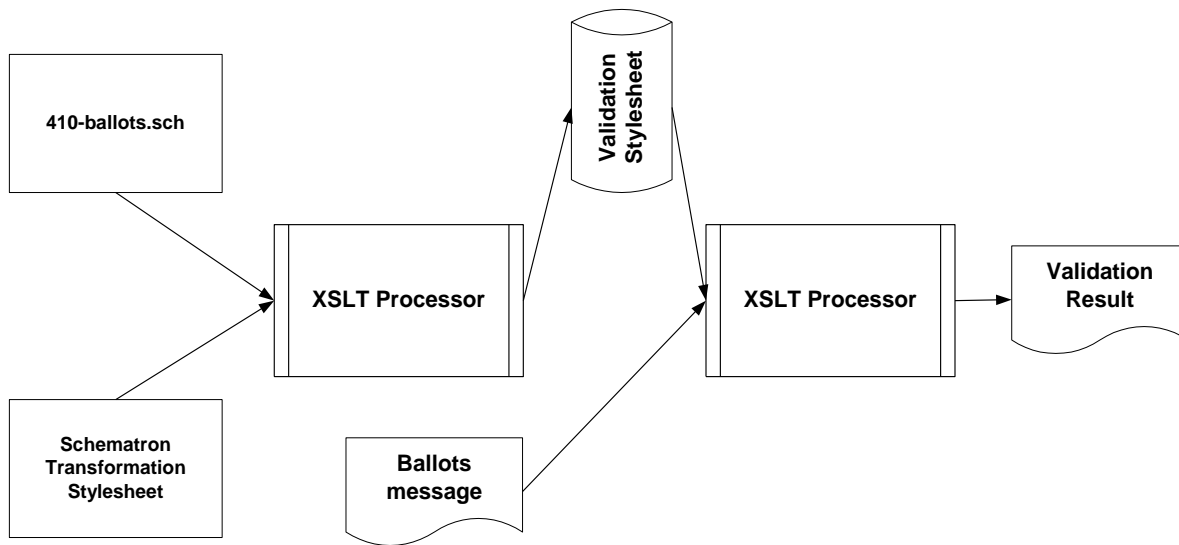 410-ballots.sch
Schematron
Transformation
Stylesheet
XSLT Processor
Validation
Stylesheet
Ballots
message
XSLT Processor
Validation
Result